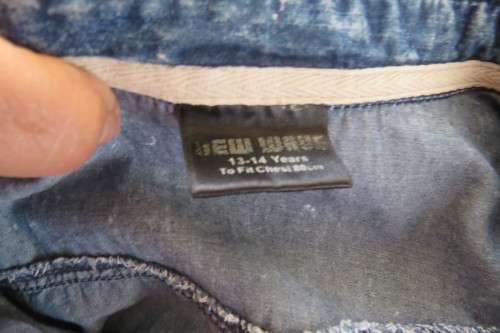 NEW WAVE
13-14 Years
To Fit Chest 80cm